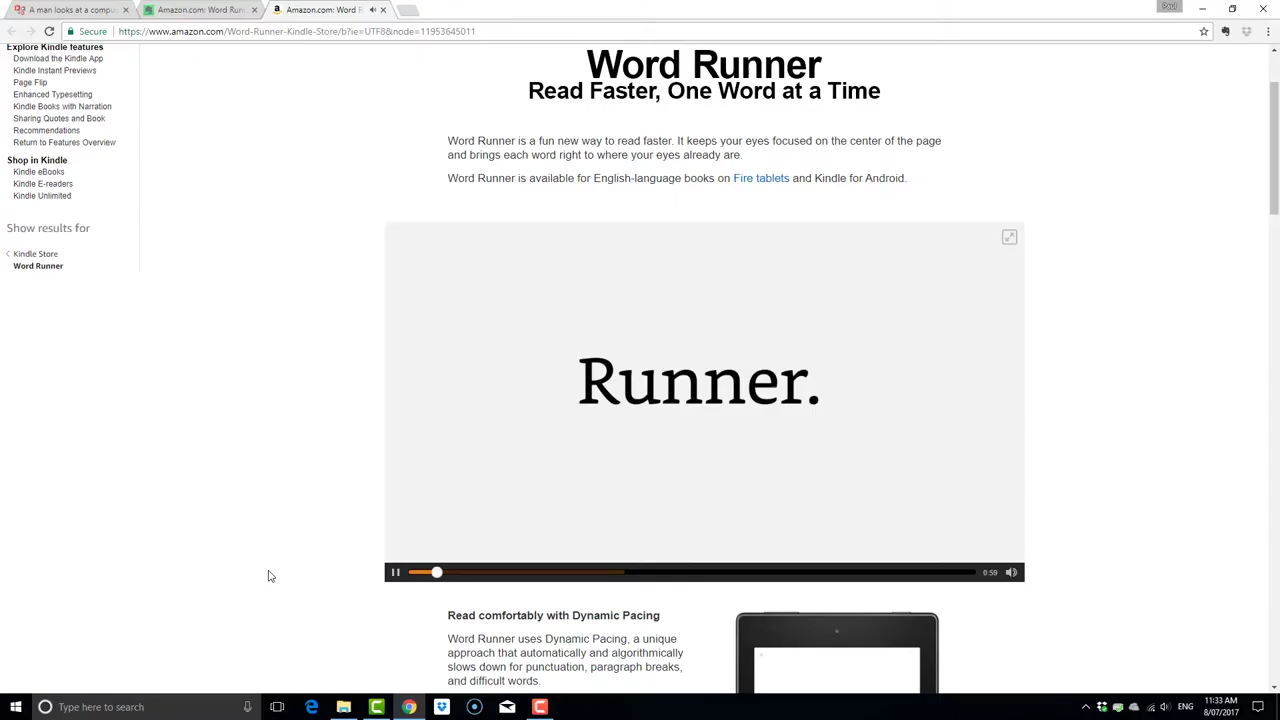 A man looks at a compu
Amazon.com: Word Run
Amazon.com: Word R
Paul
Secure
https://www.amazon.com/Word-Runner-Kindle-Store/b?ie=UTF8&node=11953645011
Explore Kindle features
Download the Kindle App
Kindle Instant Previews
Page Flip
Enhanced Typesetting
Kindle Books with Narration
Sharing Quotes and Book
Recommendations
Return to Features Overview
Shop in Kindle
Kindle eBooks
Kindle E-readers
Kindle Unlimited
Show results for
Kindle Store
Word Runner
Word Runner
Read Faster, One Word at a Time
Word Runner is a fun new way to read faster. It keeps your eyes focused on the center of the page
and brings each word right to where your eyes already are.
Word Runner is available for English-language books on Fire tablets and Kindle for Android.
Runner.
0:59
Read comfortably with Dynamic Pacing
Word Runner uses Dynamic Pacing, a unique
approach that automatically and algorithmically
slows down for punctuation, paragraph breaks,
and difficult words.
Type here to search
ENG
11:33 AM
8/07/2017